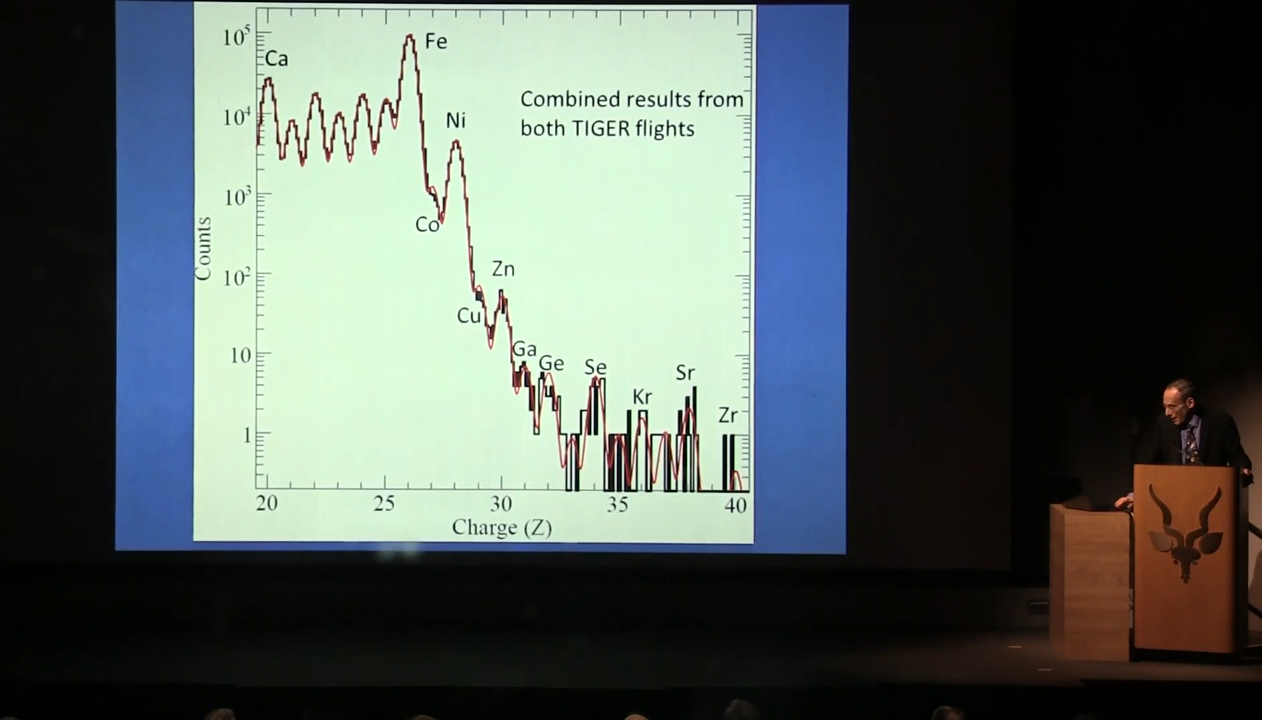 10⁵
Fe
Ca
Combined results from
both TIGER flights
10⁴
Ni
10³
Co
Counts
10²
Zn
Cu
10
Ga
Ge
Se
Sr
Kr
Zr
1
20
25
30
35
40
Charge (Z)